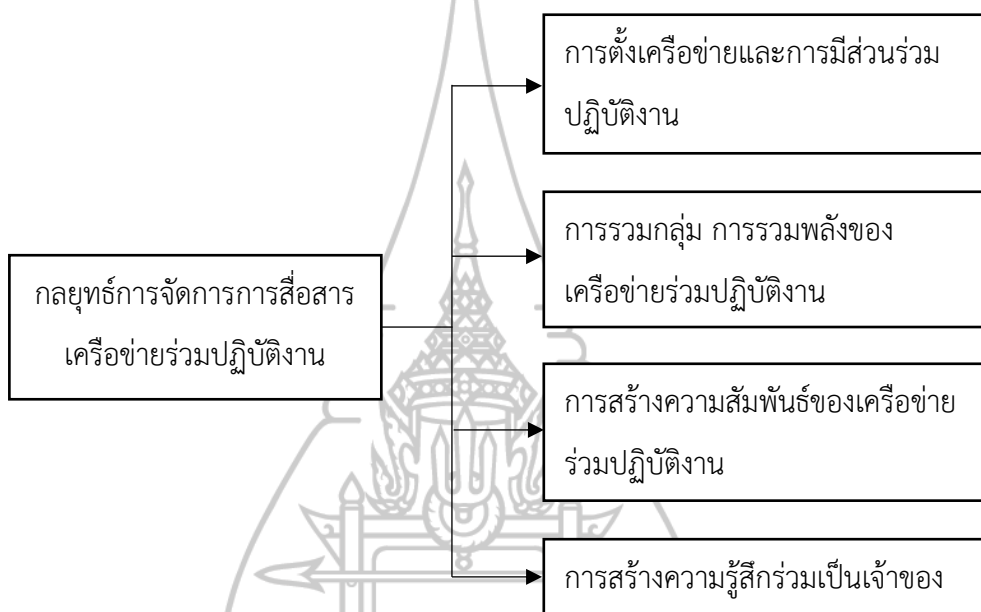 การตั้งเครือข่ายและการมีส่วนร่วม
ปฏิบัติงาน
การรวมกลุ่ม การรวมพลังของ
เครือข่ายร่วมปฏิบัติงาน
กลยุทธ์การจัดการการสื่อสาร
เครือข่ายร่วมปฏิบัติงาน
การสร้างความสัมพันธ์ของเครือข่าย
ร่วมปฏิบัติงาน
การสร้างความรู้สึกร่วมเป็นเจ้าของ